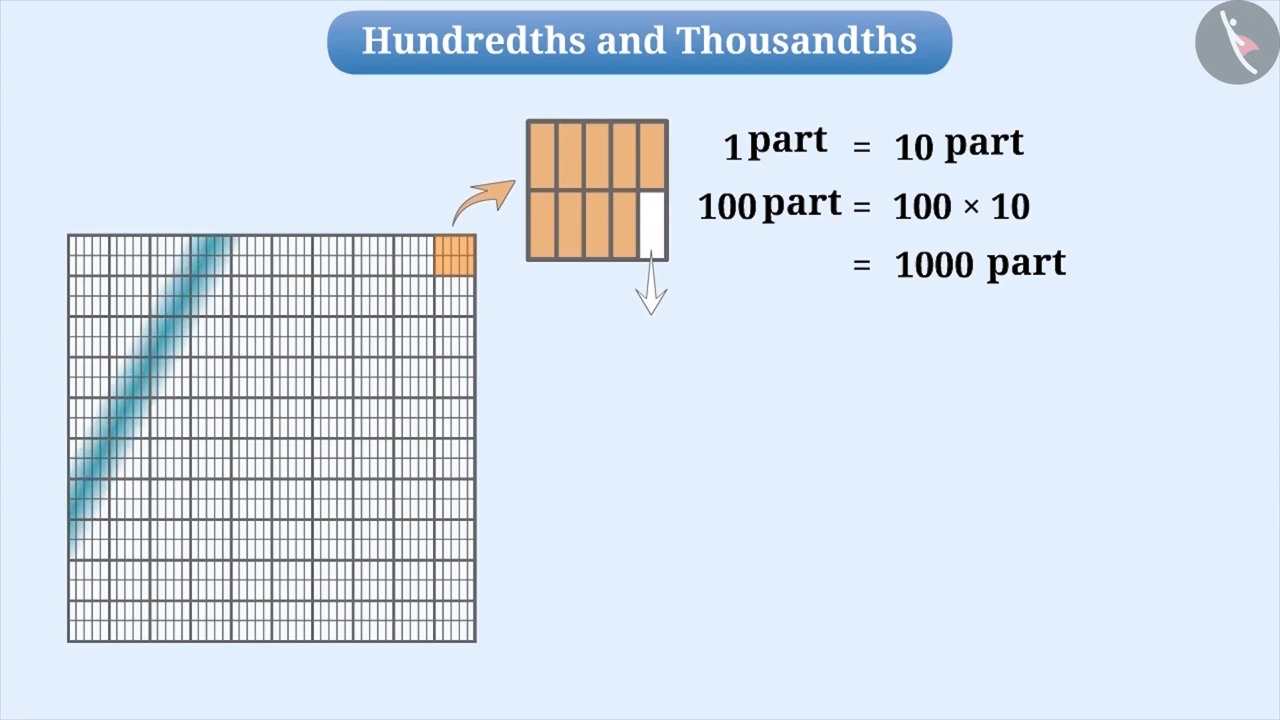 Hundredths and Thousandths
1 part = 10 part
100 part = 100 × 10
= 1000 part